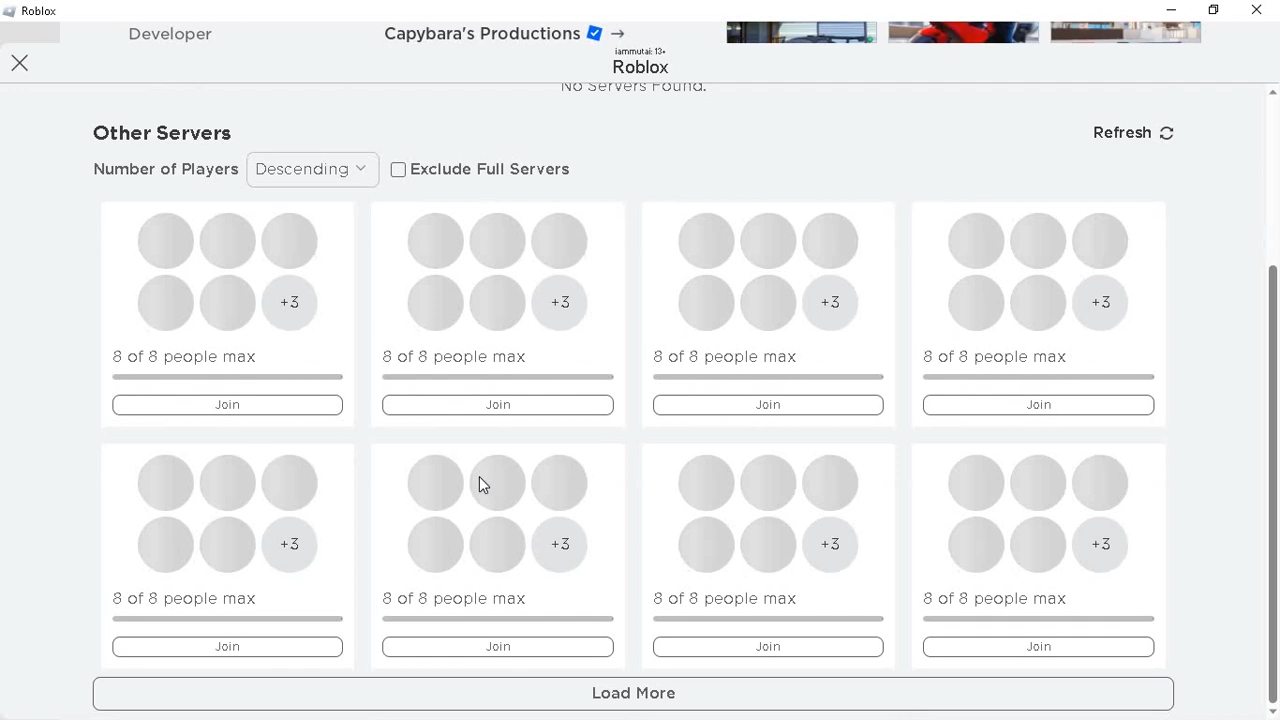 Roblox
Developer
Capybara's Productions
iammutai: 13+
Roblox
No Servers Found.
Other Servers
Refresh
Number of Players Descending Exclude Full Servers
+3 +3 +3 +3
8 of 8 people max 8 of 8 people max 8 of 8 people max 8 of 8 people max
Join Join Join Join
+3 +3 +3 +3
8 of 8 people max 8 of 8 people max 8 of 8 people max 8 of 8 people max
Join Join Join Join
Load More